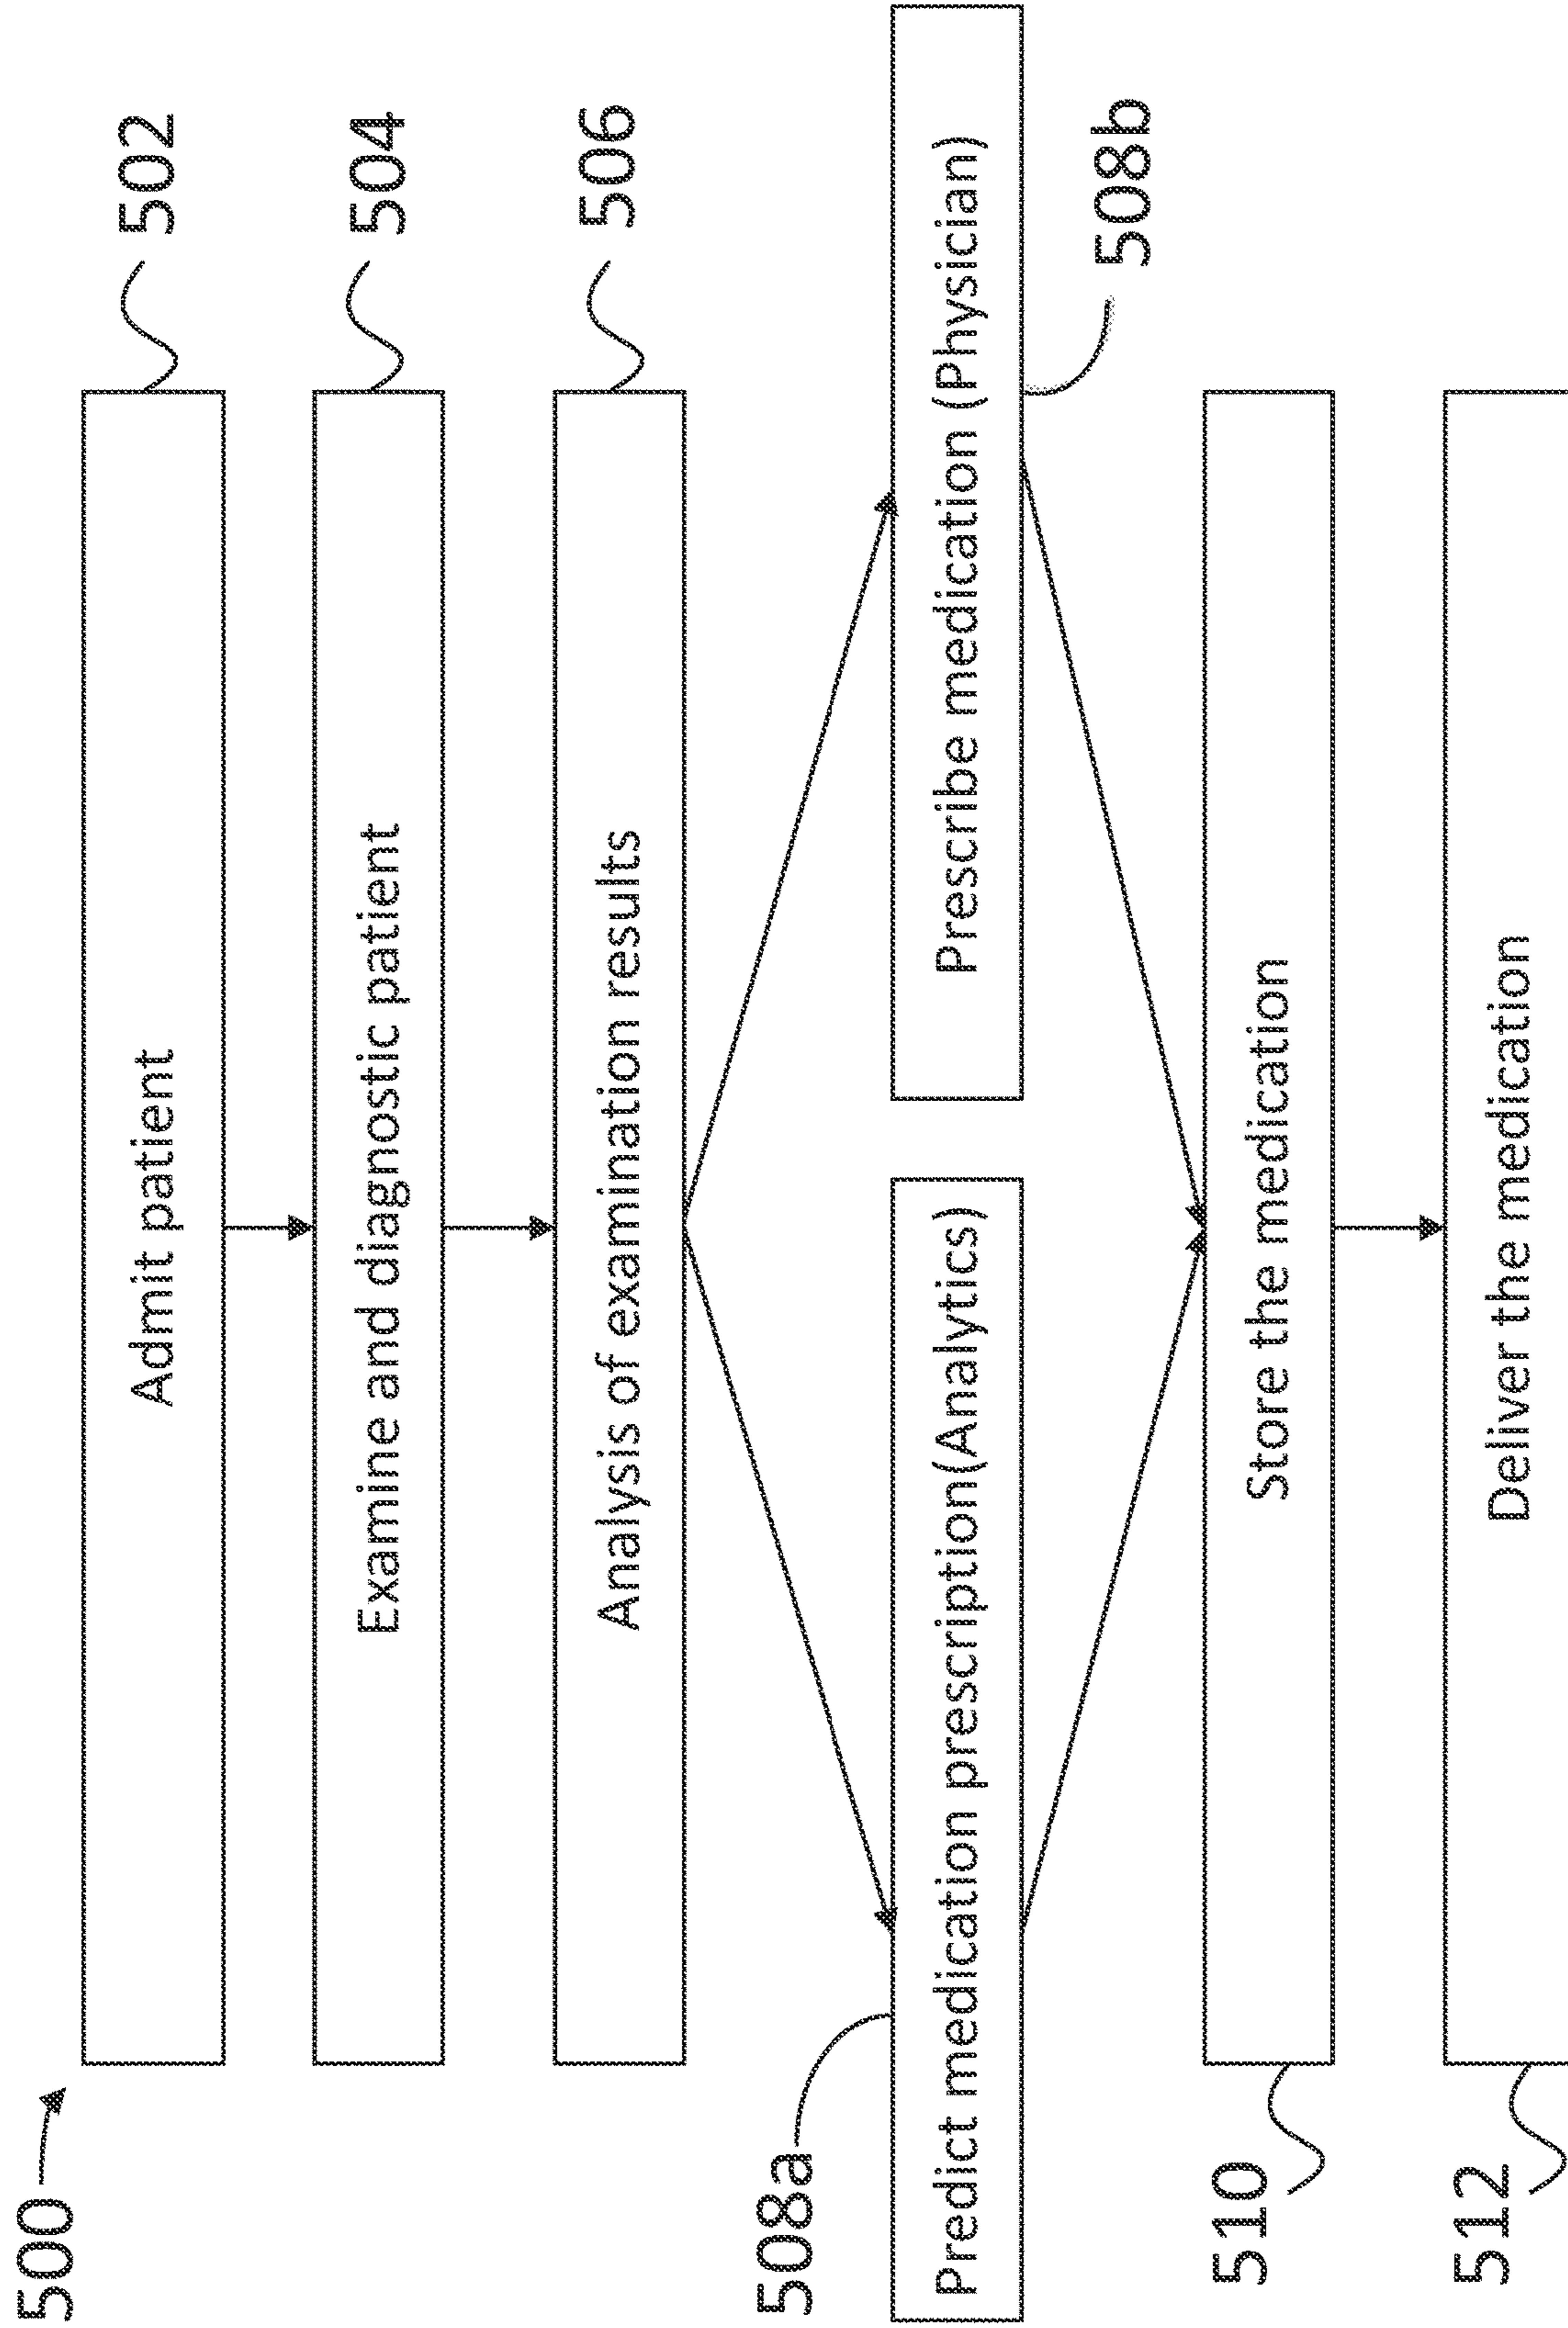 500
Admit patient
502
Examine and diagnostic patient
504
Analysis of examination results
506
508a
Predict medication prescription(Analytics)
Prescribe medication (Physician)
508b
510
Store the medication
512
Deliver the medication